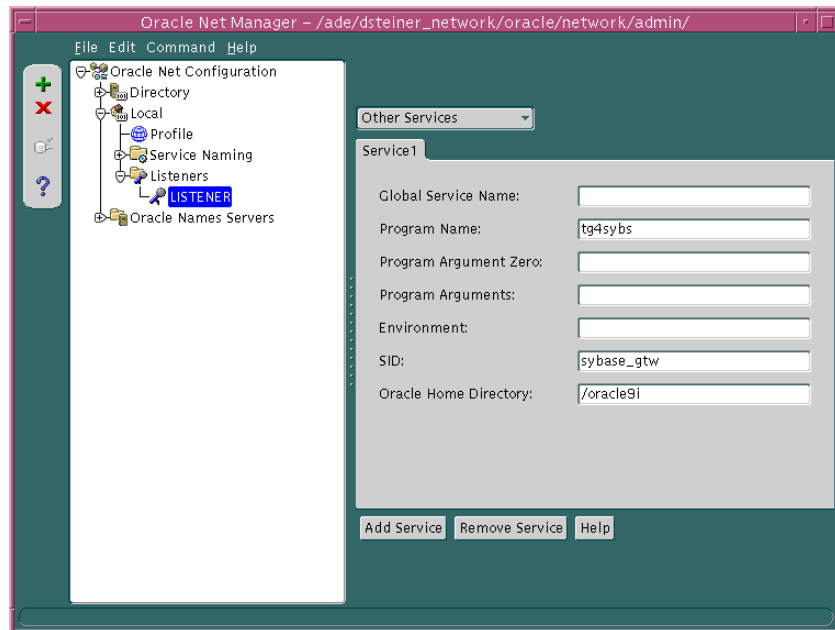 Oracle Net Manager - /ade/dsteiner_network/oracle/network/admin/
File Edit Command Help
Oracle Net Configuration
Directory
Local
Profile
Service Naming
Listeners
LISTENER
Oracle Names Servers
Other Services
Service1
Global Service Name:
Program Name: tg4sybs
Program Argument Zero:
Program Arguments:
Environment:
SID: sybase_gtw
Oracle Home Directory: /oracle9i
Add Service Remove Service Help